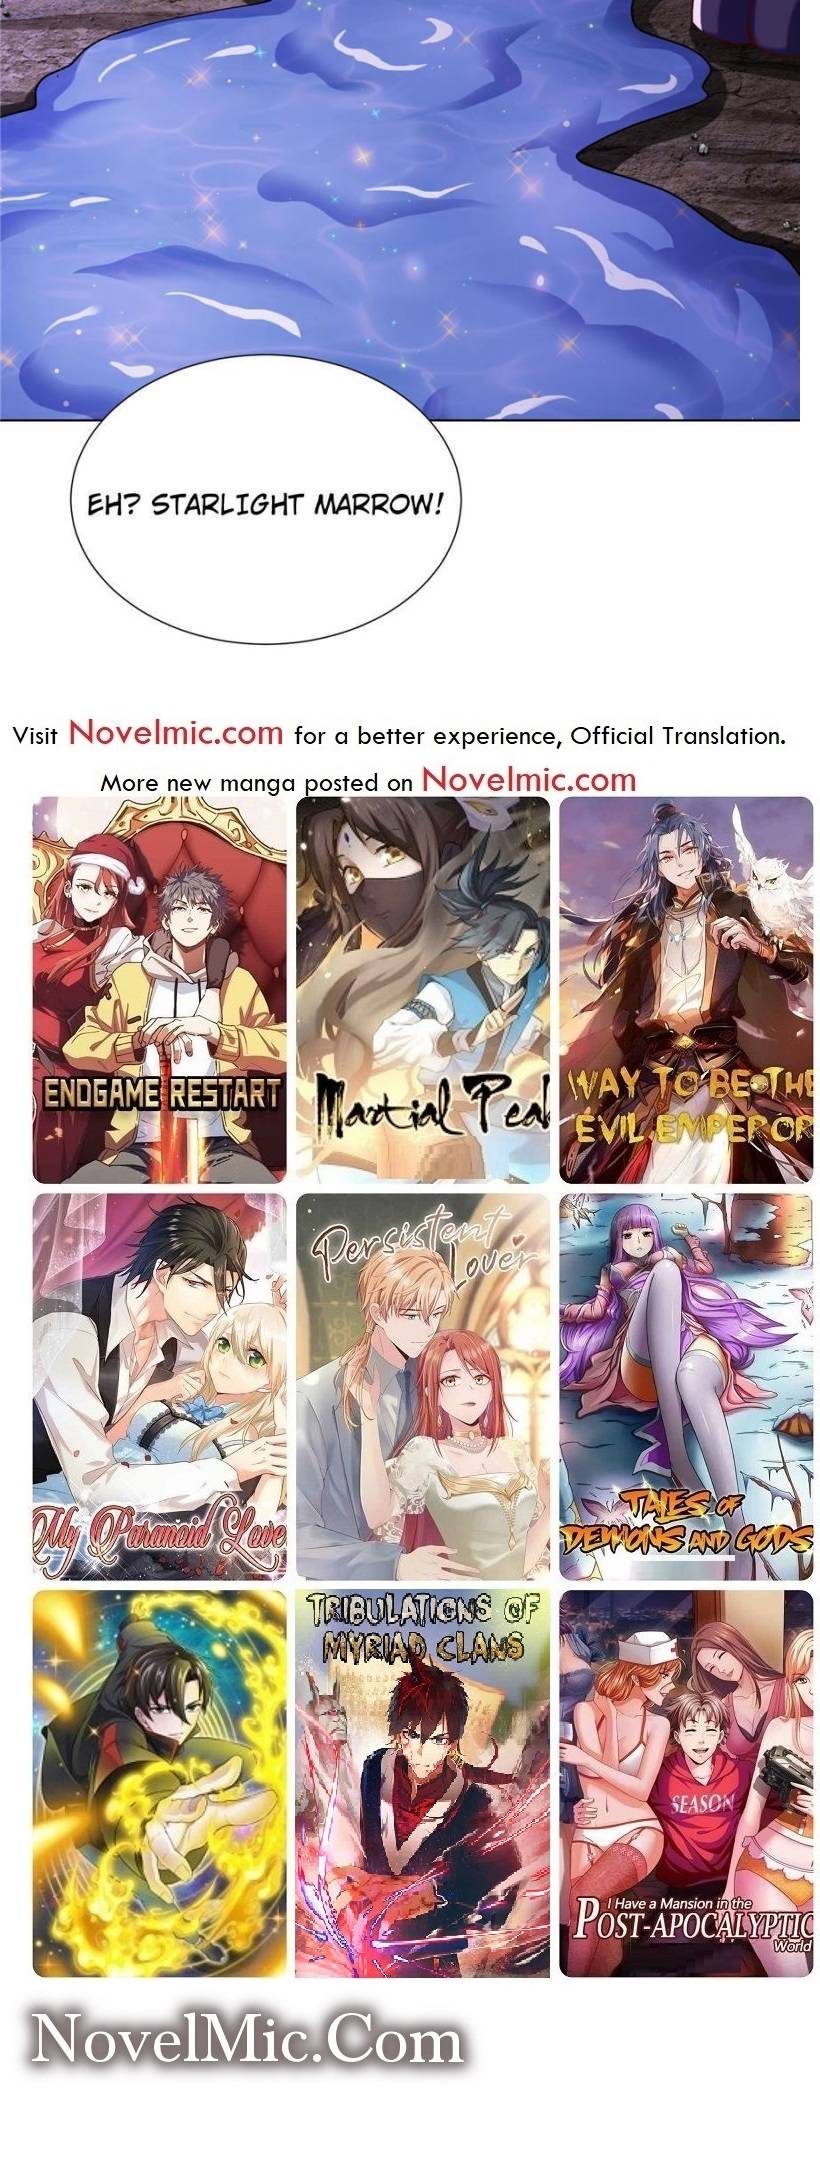 EH? STARLIGHT MARROW!
Visit Novelmic.com for a better experience, Official Translation.
More new manga posted on Novelmic.com
ENDGAME RESTART
Martial Peak
WAY TO BE THE
EVIL EMPEROR
My Paranoid Love
Persistent
Lover
TALES OF
DEMONS AND GODS
TRIBULATIONS OF
MYRIAD CLANS
SEASON
I Have a Mansion in the
POST-APOCALYPTIC
World
NovelMic.Com